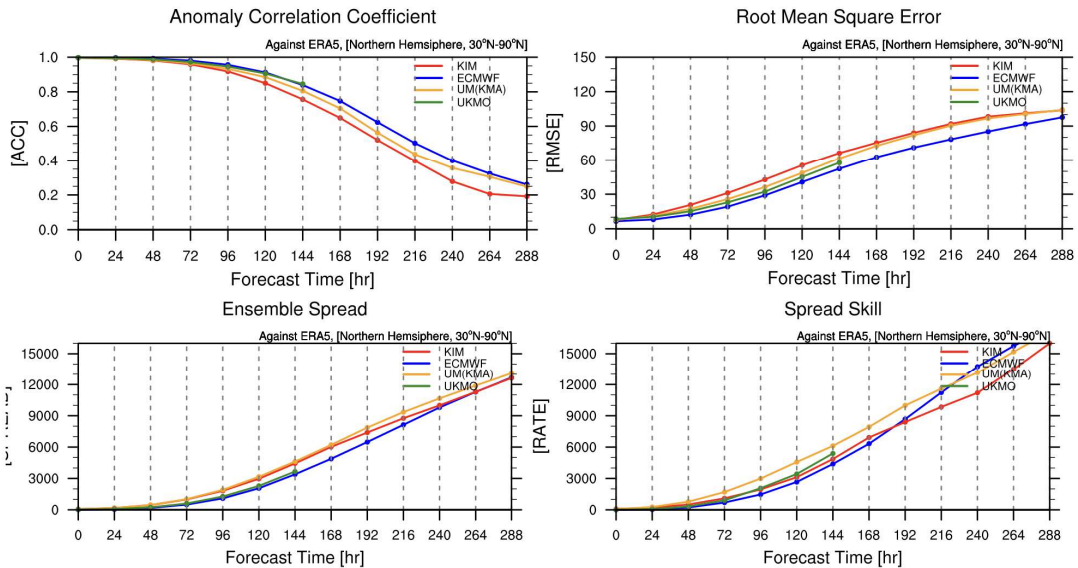 Anomaly Correlation Coefficient
Against ERA5, [Northern Hemsiphere, 30°N-90°N]
KIM
ECMWF
UM(KMA)
UKMO
[ACC]
1.0
0.8
0.6
0.4
0.2
0.0
0 24 48 72 96 120 144 168 192 216 240 264 288
Forecast Time [hr]
Root Mean Square Error
Against ERA5, [Northern Hemsiphere, 30°N-90°N]
KIM
ECMWF
UM(KMA)
UKMO
[RMSE]
150
120
90
60
30
0
0 24 48 72 96 120 144 168 192 216 240 264 288
Forecast Time [hr]
Ensemble Spread
Against ERA5, [Northern Hemsiphere, 30°N-90°N]
KIM
ECMWF
UM(KMA)
UKMO
15000
12000
9000
6000
3000
0
0 24 48 72 96 120 144 168 192 216 240 264 288
Forecast Time [hr]
Spread Skill
Against ERA5, [Northern Hemsiphere, 30°N-90°N]
KIM
ECMWF
UM(KMA)
UKMO
[RATE]
15000
12000
9000
6000
3000
0
0 24 48 72 96 120 144 168 192 216 240 264 288
Forecast Time [hr]